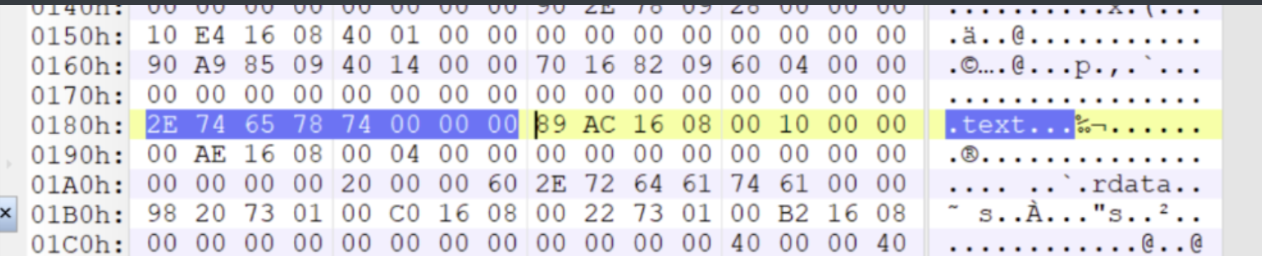 0140h: 00 00 00 00 00 00 00 00 90 2E 78 09 28 00 00 00 ..........x.(...
0150h: 10 E4 16 08 40 01 00 00 00 00 00 00 00 00 00 00 .ä..@...........
0160h: 90 A9 85 09 40 14 00 00 70 16 82 09 60 04 00 00 .©….@...p.‚.`...
0170h: 00 00 00 00 00 00 00 00 00 00 00 00 00 00 00 00 ................
0180h: 2E 74 65 78 74 00 00 00 89 AC 16 08 00 10 00 00 .text...‰¬......
0190h: 00 AE 16 08 00 04 00 00 00 00 00 00 00 00 00 00 .®..............
01A0h: 00 00 00 00 20 00 00 60 2E 72 64 61 74 61 00 00 .... ..`.rdata..
01B0h: 98 20 73 01 00 C0 16 08 00 22 73 01 00 B2 16 08 ˜ s..À..."s..²..
01C0h: 00 00 00 00 00 00 00 00 00 00 00 00 40 00 00 40 ............@..@